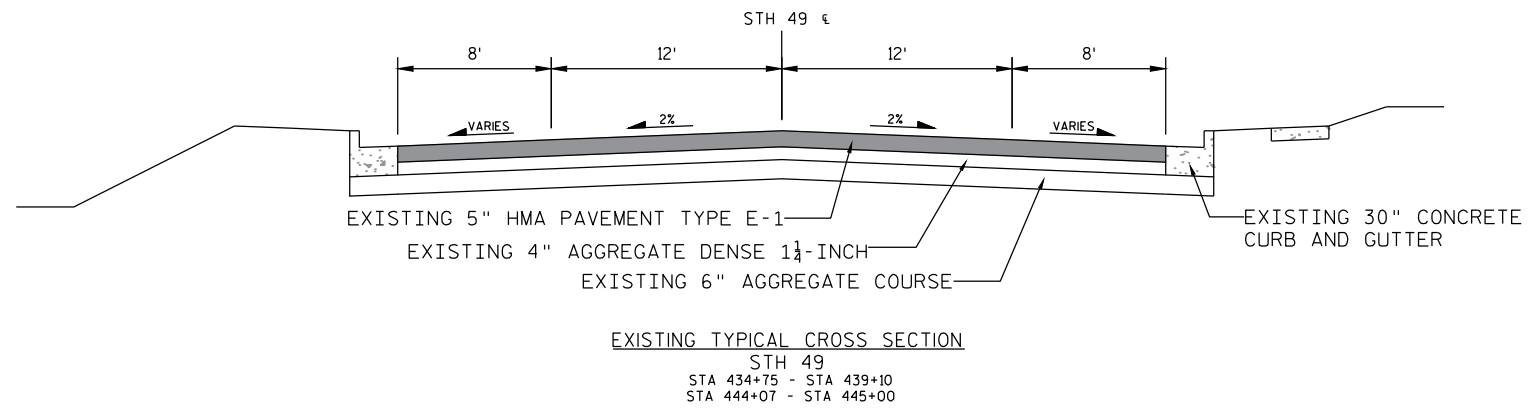 STH 49 ℄
8' 12' 12' 8'
VARIES 2% 2% VARIES
EXISTING 5" HMA PAVEMENT TYPE E-1
EXISTING 4" AGGREGATE DENSE 1 1/4-INCH
EXISTING 6" AGGREGATE COURSE
EXISTING 30" CONCRETE
CURB AND GUTTER
EXISTING TYPICAL CROSS SECTION
STH 49
STA 434+75 - STA 439+10
STA 444+07 - STA 445+00